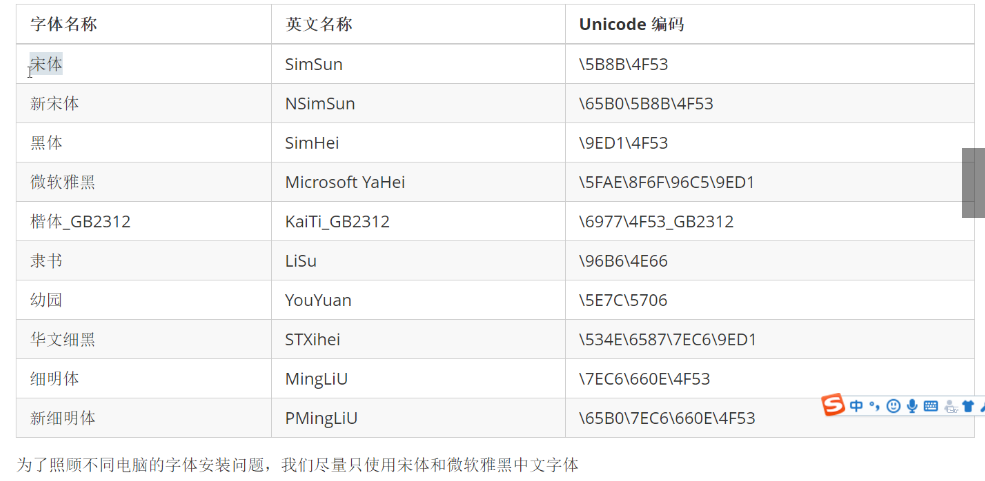 字体名称 英文名称 Unicode 编码
宋体 SimSun \5B8B\4F53
新宋体 NSimSun \65B0\5B8B\4F53
黑体 SimHei \9ED1\4F53
微软雅黑 Microsoft YaHei \5FAE\8F6F\96C5\9ED1
楷体_GB2312 KaiTi_GB2312 \6977\4F53_GB2312
隶书 LiSu \96B6\4E66
幼园 YouYuan \5E7C\5706
华文细黑 STXihei \534E\6587\7EC6\9ED1
细明体 MingLiU \7EC6\660E\4F53
新细明体 PMingLiU \65B0\7EC6\660E\4F53
S 中
为了照顾不同电脑的字体安装问题，我们尽量只使用宋体和微软雅黑中文字体